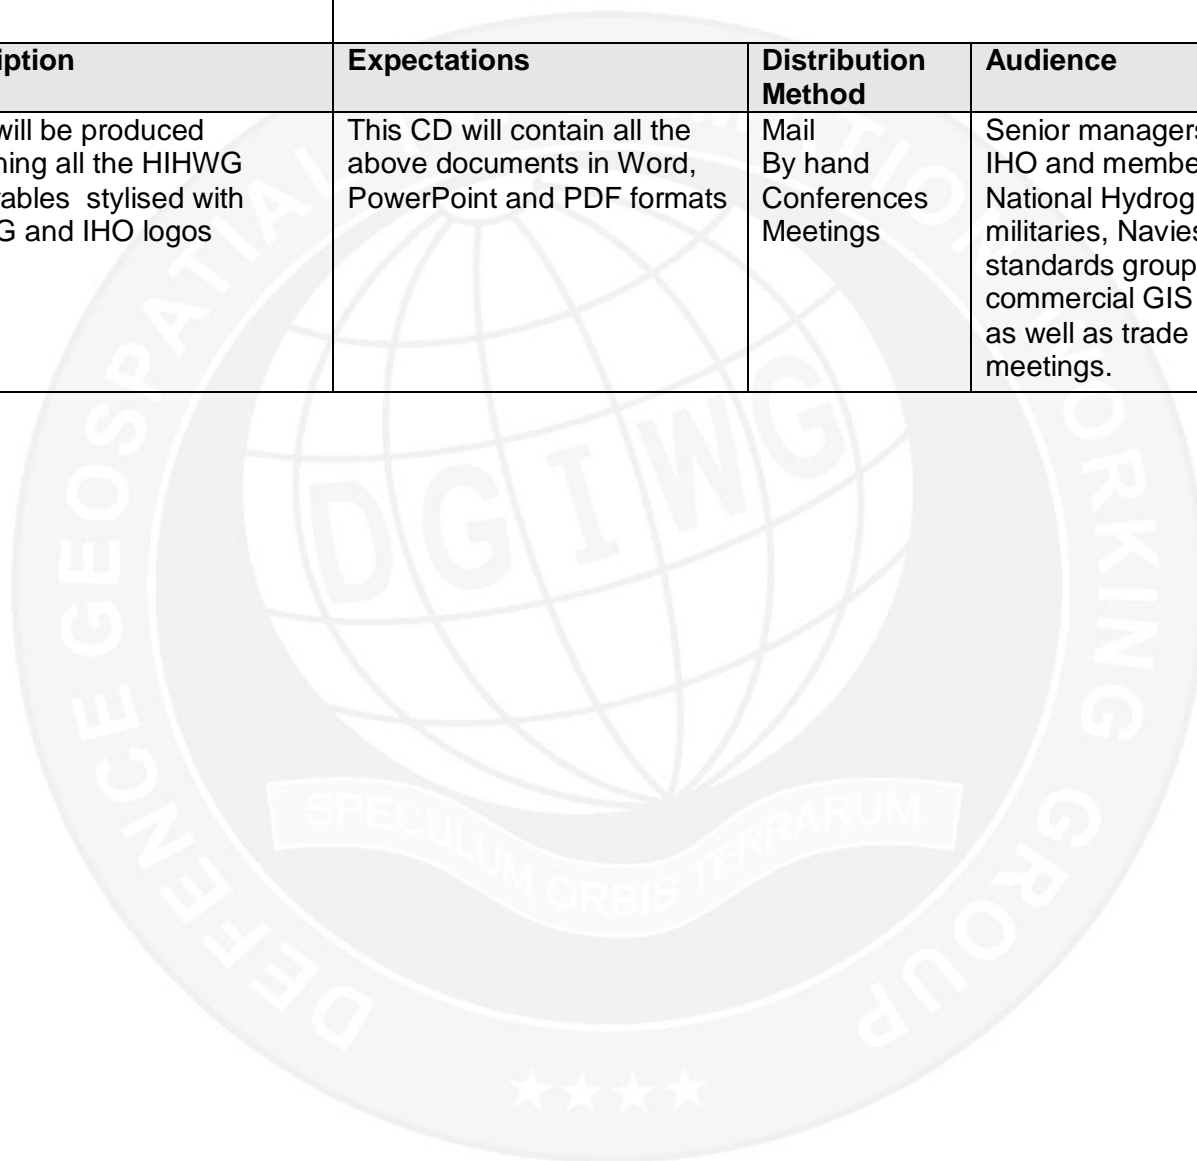 iption
Expectations
Distribution
Method
Audience
will be produced
ning all the HIHWG
ables stylised with
G and IHO logos
This CD will contain all the
above documents in Word,
PowerPoint and PDF formats
Mail
By hand
Conferences
Meetings
Senior managers
IHO and membe
National Hydrog
militaries, Navies
standards group
commercial GIS
as well as trade
meetings.
DEFENCE GEOSPATIAL INFORMATION WORKING GROUP
DGIWG
SPECULUM ORBIS TERRARUM